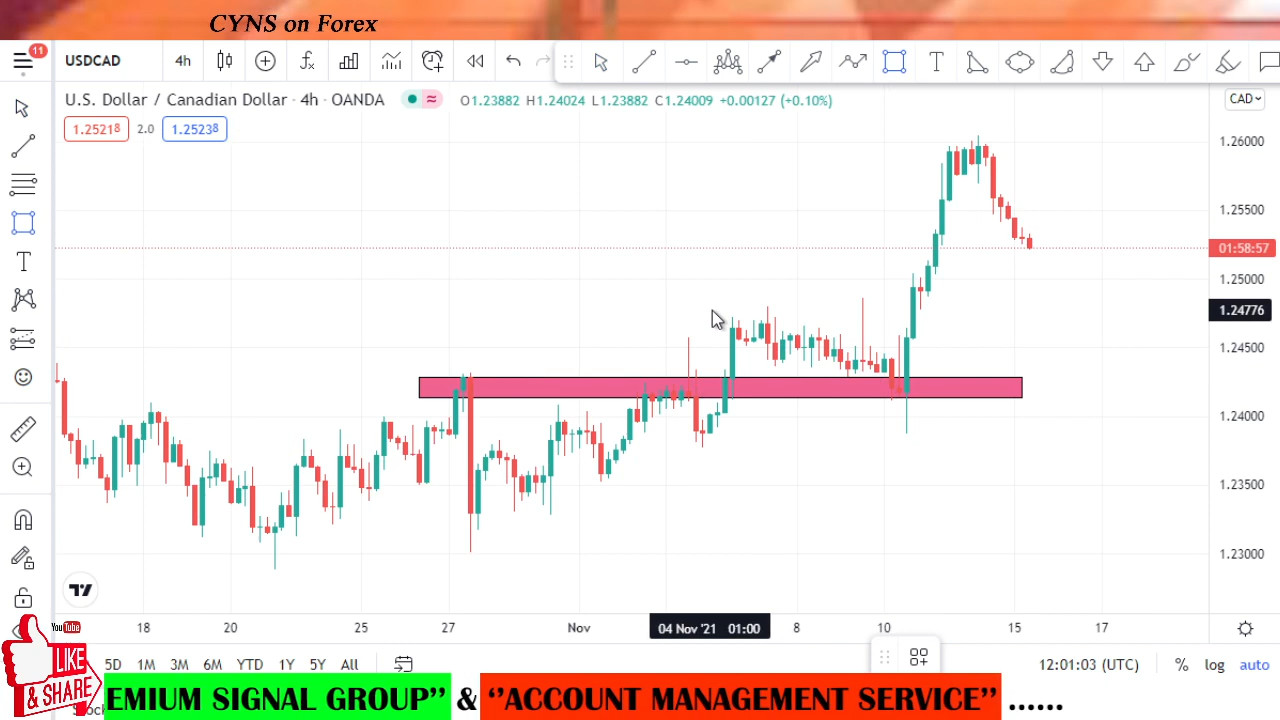 CYNS on Forex
11
USDCAD 4h
U.S. Dollar / Canadian Dollar · 4h · OANDA
O1.23882 H1.24024 L1.23882 C1.24009 +0.00127 (+0.10%)
CAD
1.25218 2.0 1.25238
1.26000
1.25500
01:58:57
1.25000
1.24776
1.24500
1.24000
1.23500
1.23000
18 20 25 27 Nov 04 Nov '21 01:00 8 10 15 17
YouTube
LIKE
& SHARE
5D 1M 3M 6M YTD 1Y 5Y All
12:01:03 (UTC) % log auto
EMIUM SIGNAL GROUP’’ & ‘’ACCOUNT MANAGEMENT SERVICE’’ ......